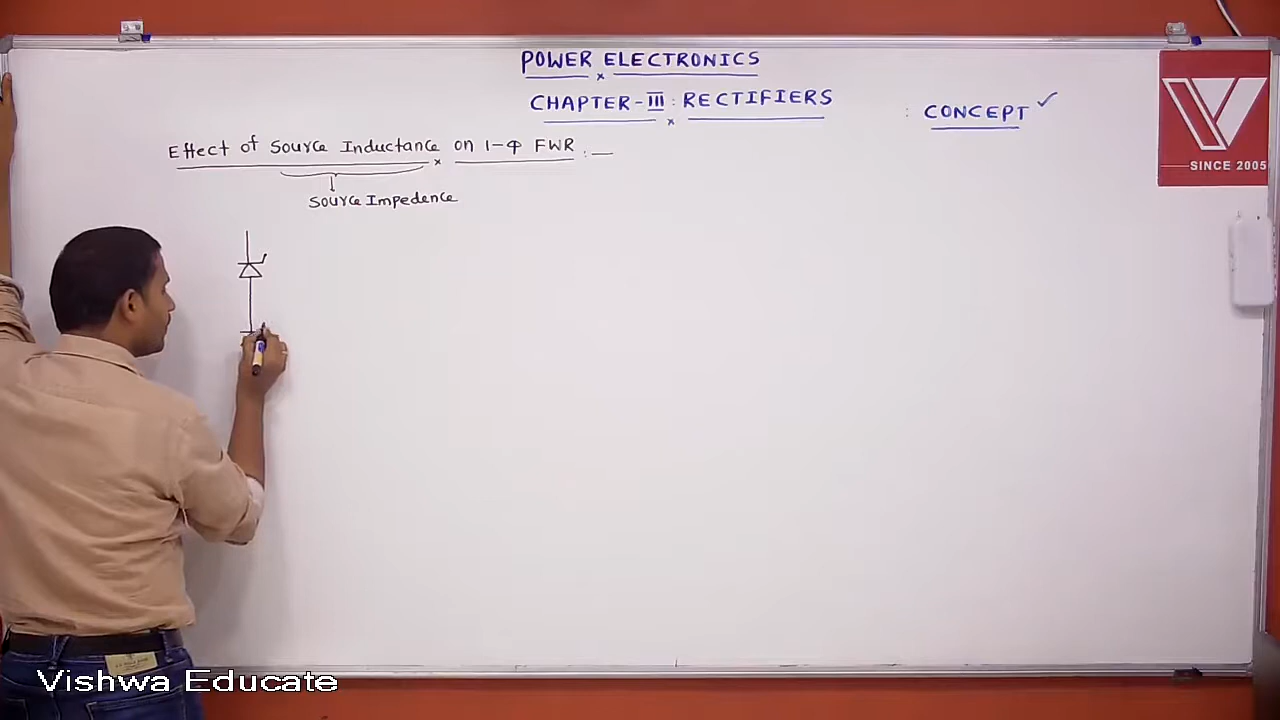 POWER ELECTRONICS
CHAPTER-III : RECTIFIERS
: CONCEPT ✓
Effect of Source Inductance on 1-φ FWR : —
Source Impedence
SINCE 2005
Vishwa Educate